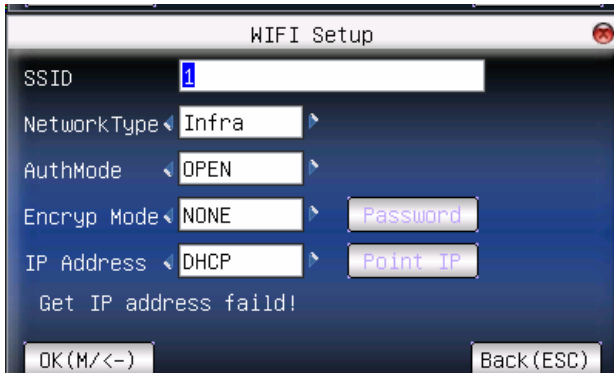 WIFI Setup
SSID 1
NetworkType Infra
AuthMode OPEN
Encryp Mode NONE Password
IP Address DHCP Point IP
Get IP address faild!
OK(M/<-) Back(ESC)